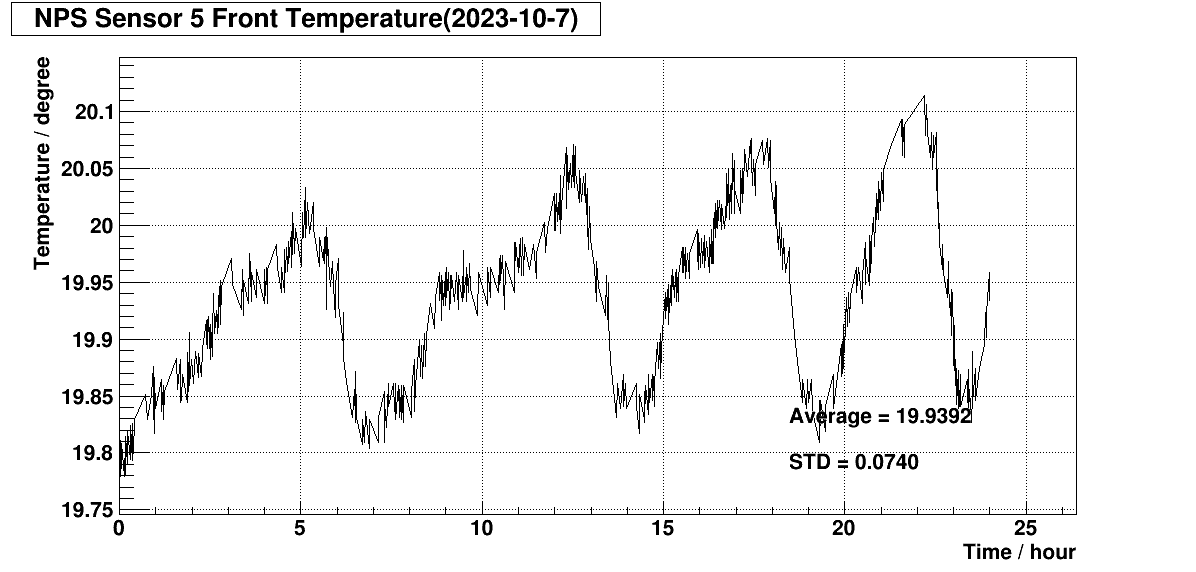 NPS Sensor 5 Front Temperature(2023-10-7)
Temperature / degree
20.1
20.05
20
19.95
19.9
19.85
19.8
19.75
Average = 19.9392
STD = 0.0740
0 5 10 15 20 25
Time / hour